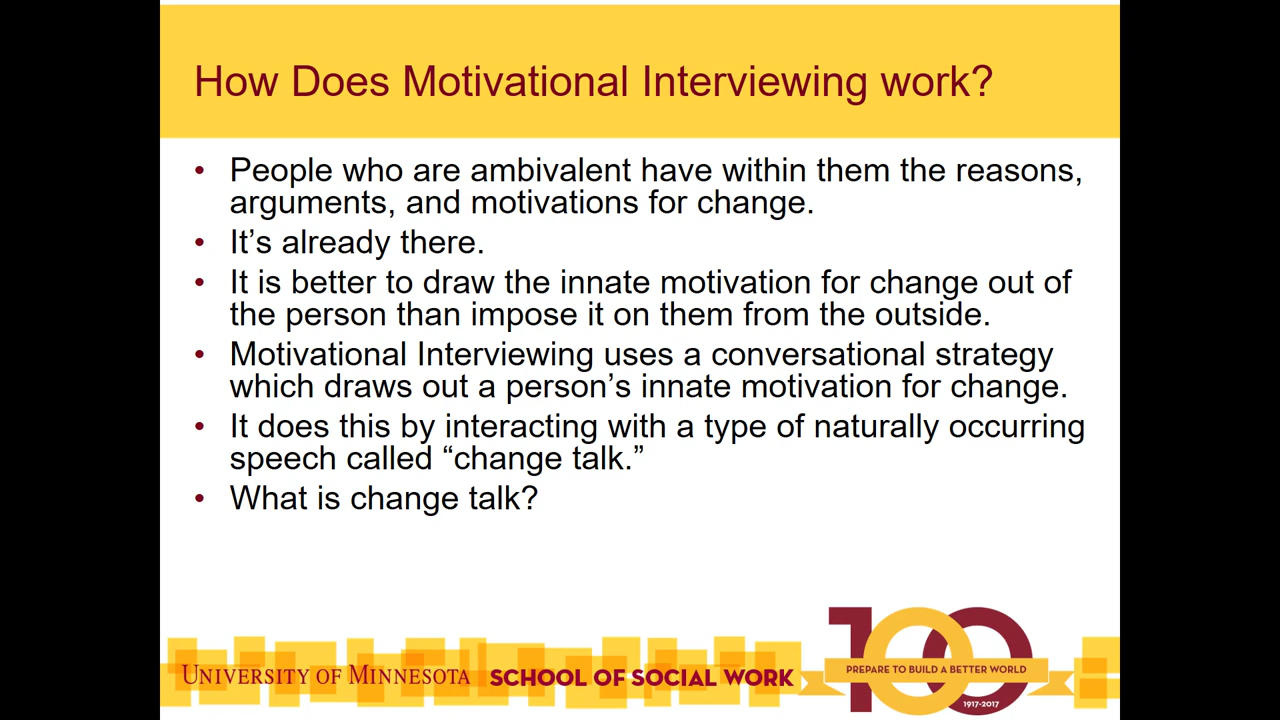 How Does Motivational Interviewing work?
• People who are ambivalent have within them the reasons,
arguments, and motivations for change.
• It’s already there.
• It is better to draw the innate motivation for change out of
the person than impose it on them from the outside.
• Motivational Interviewing uses a conversational strategy
which draws out a person’s innate motivation for change.
• It does this by interacting with a type of naturally occurring
speech called “change talk.”
• What is change talk?
UNIVERSITY OF MINNESOTA SCHOOL OF SOCIAL WORK
100
PREPARE TO BUILD A BETTER WORLD
1917-2017